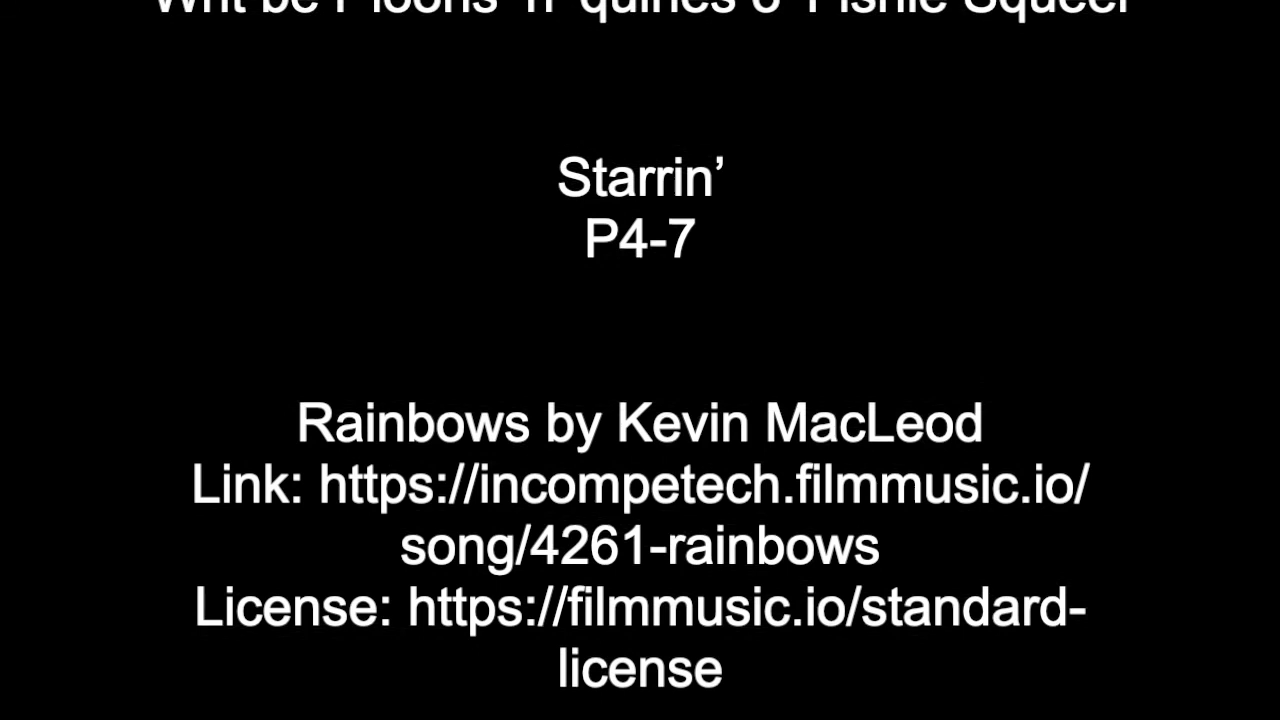 be
Starrin’
P4-7
Rainbows by Kevin MacLeod
Link: https://incompetech.filmmusic.io/
song/4261-rainbows
License: https://filmmusic.io/standard-
license